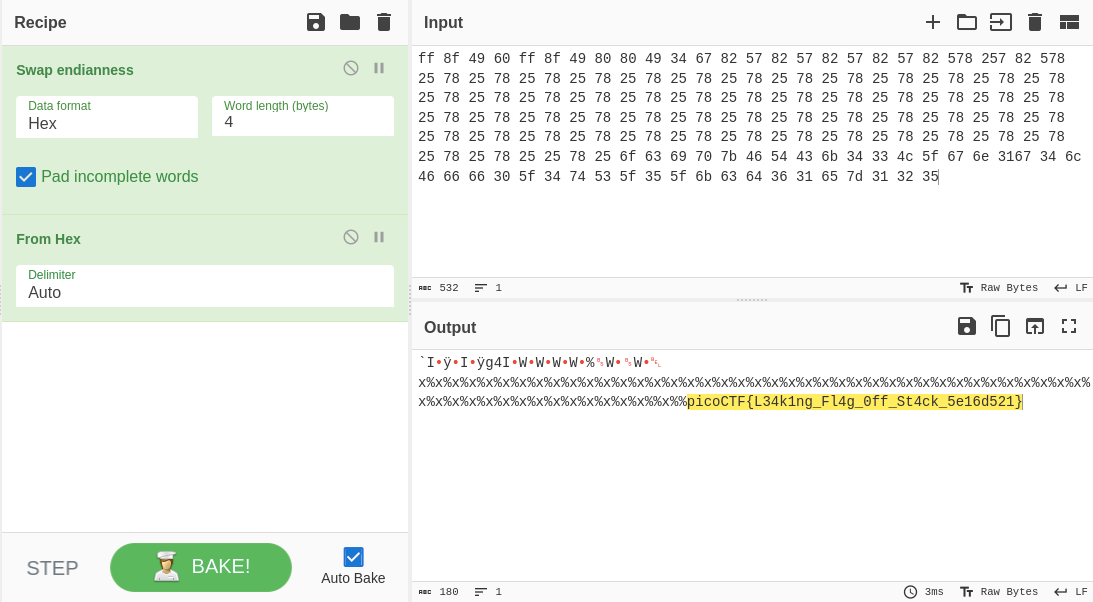 Recipe
Swap endianness
Data format
Hex
Word length (bytes)
4
Pad incomplete words
From Hex
Delimiter
Auto
STEP
BAKE!
Auto Bake
Input
ff 8f 49 60 ff 8f 49 80 80 49 34 67 82 57 82 57 82 57 82 57 82 578 257 82 578
25 78 25 78 25 78 25 78 25 78 25 78 25 78 25 78 25 78 25 78 25 78 25 78 25 78
25 78 25 78 25 78 25 78 25 78 25 78 25 78 25 78 25 78 25 78 25 78 25 78 25 78
25 78 25 78 25 78 25 78 25 78 25 78 25 78 25 78 25 78 25 78 25 78 25 78 25 78
25 78 25 78 25 78 25 78 25 78 25 78 25 78 25 78 25 78 25 78 25 78 25 78 25 78
25 78 25 78 25 25 78 25 6f 63 69 70 7b 46 54 43 6b 34 33 4c 5f 67 6e 3167 34 6c
46 66 66 30 5f 34 74 53 5f 35 5f 6b 63 64 36 31 65 7d 31 32 35
ABC 532 1 Raw Bytes LF
Output
`I•ÿ•I•ÿg4I•W•W•W•W•%W•W•
x%x%x%x%x%x%x%x%x%x%x%x%x%x%x%x%x%x%x%x%x%x%x%x%x%x%x%x%x%x%x%x%x%x%x%x%x%x%x%x%
x%x%x%x%x%x%x%x%x%x%x%x%x%x%%x%%picoCTF{L34k1ng_Fl4g_0ff_St4ck_5e16d521}
ABC 180 1 3ms Raw Bytes LF